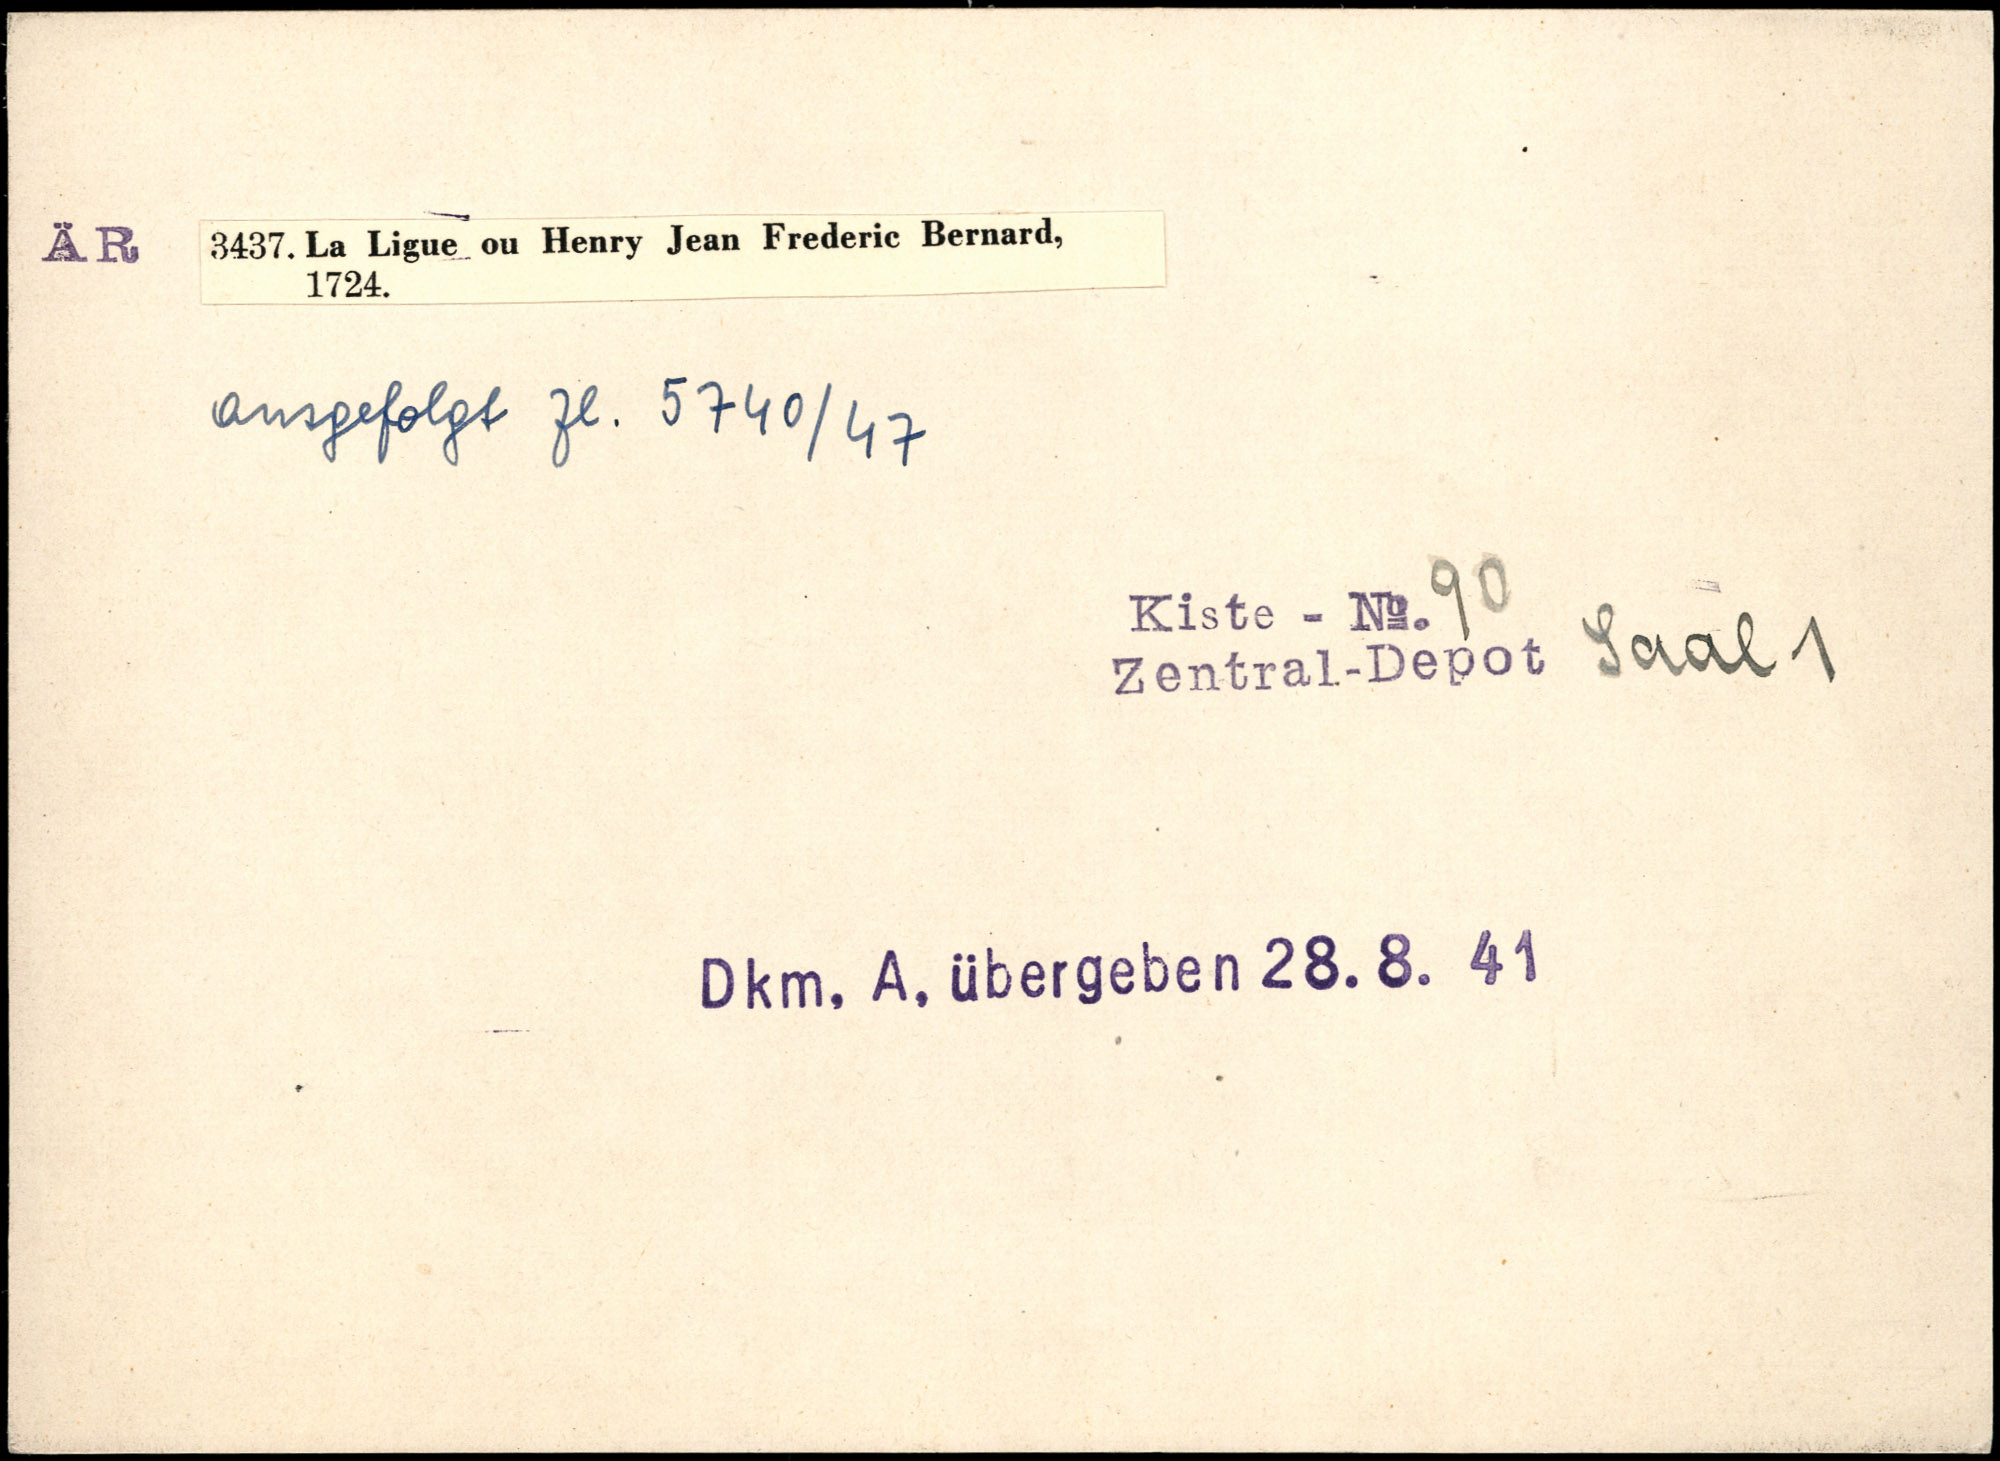 ÄR
3437. La Ligue ou Henry Jean Frederic Bernard,
1724.
ausgefolgt Zl. 5740/47
Kiste - №. 90
Zentral-Depot Saal 1
Dkm. A. übergeben 28. 8. 41